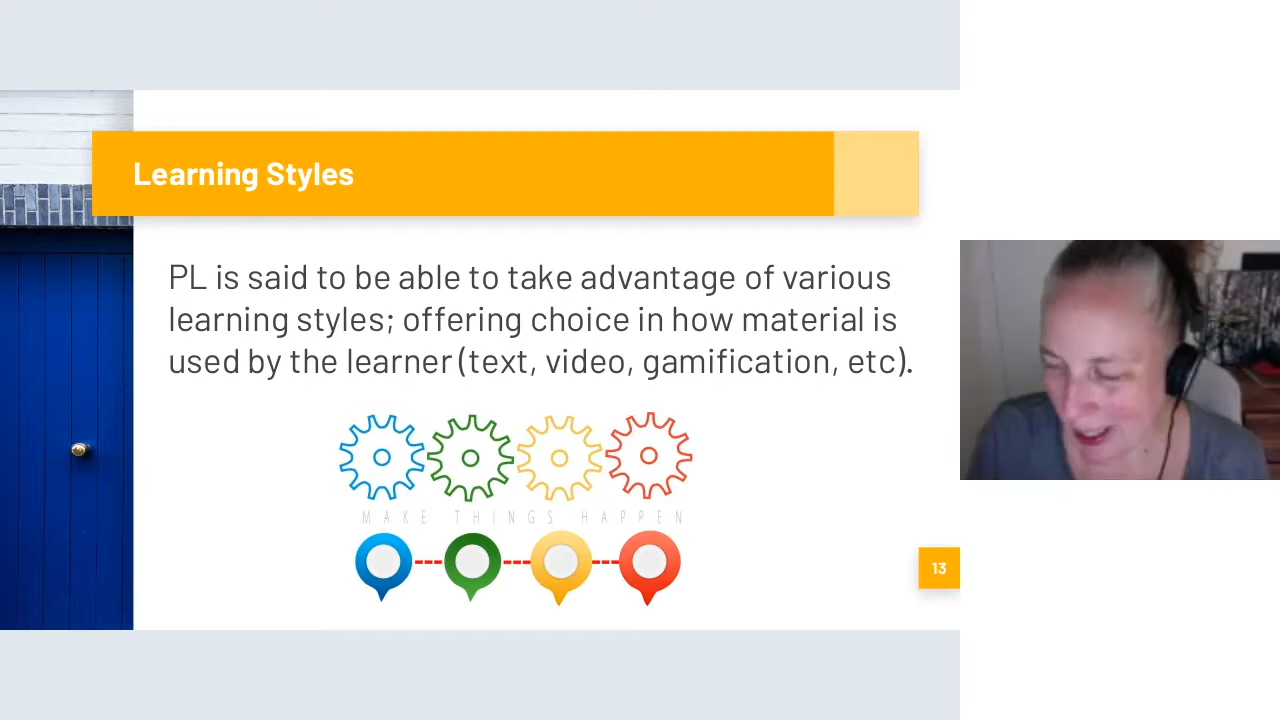 Learning Styles
PL is said to be able to take advantage of various
learning styles; offering choice in how material is
used by the learner (text, video, gamification, etc).
MAKE THINGS HAPPEN
13